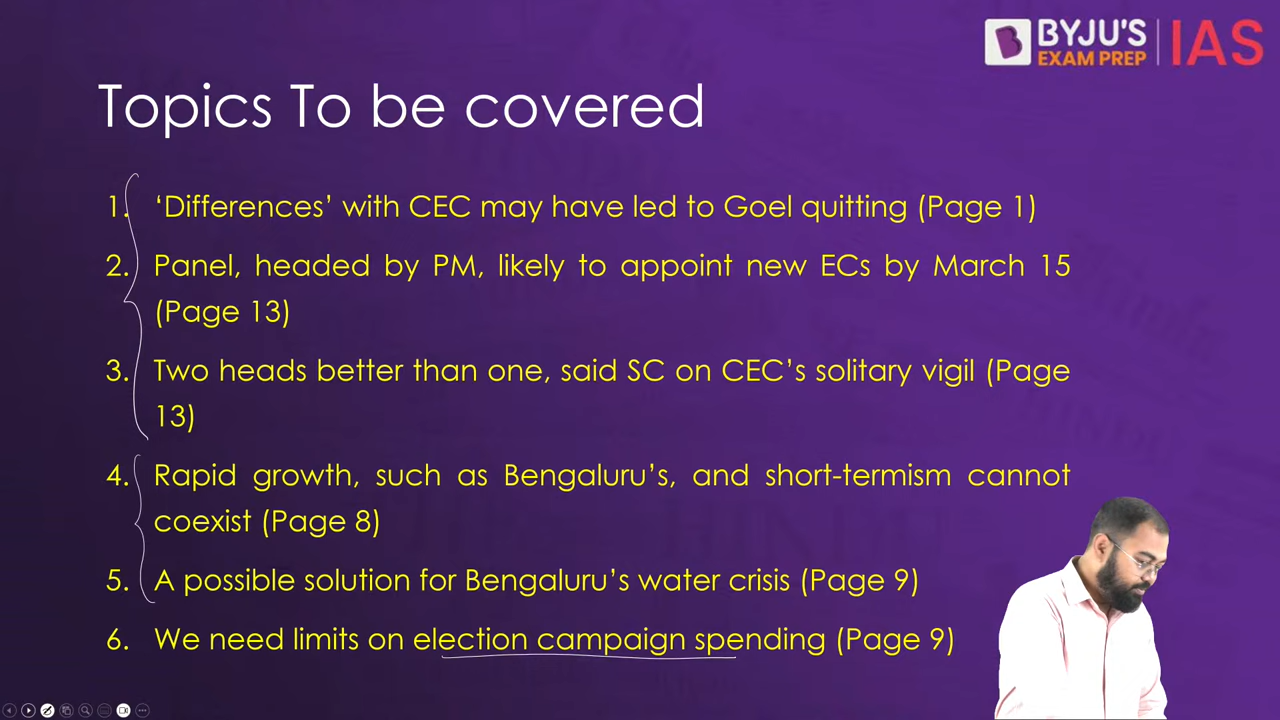 BYJU'S
EXAM PREP
IAS
Topics To be covered
1. ‘Differences’ with CEC may have led to Goel quitting (Page 1)
2. Panel, headed by PM, likely to appoint new ECs by March 15
(Page 13)
3. Two heads better than one, said SC on CEC’s solitary vigil (Page
13)
4. Rapid growth, such as Bengaluru’s, and short-termism cannot
coexist (Page 8)
5. A possible solution for Bengaluru’s water crisis (Page 9)
6. We need limits on election campaign spending (Page 9)